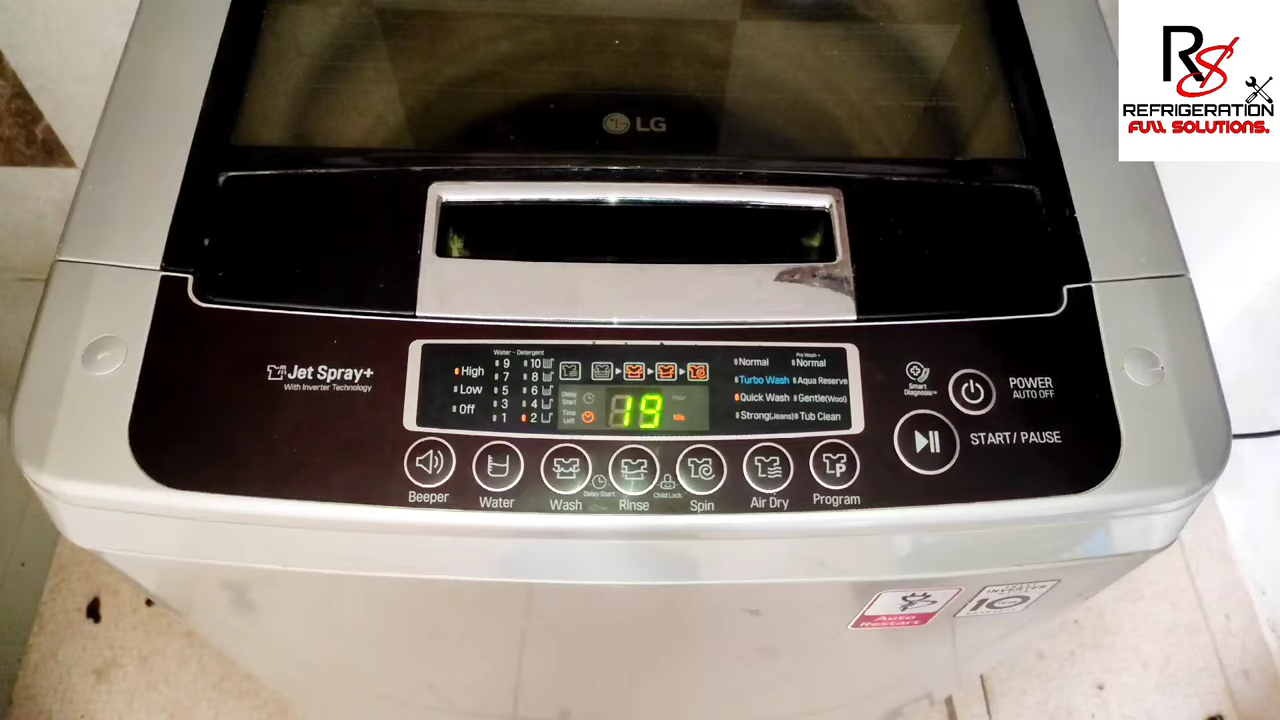 RS
REFRIGERATION
FULL SOLUTIONS.
LG
Jet Spray+
With Inverter Technology
High
Low
Off
Water - Detergent
9 10
7 8
5 6
3 4
1 2
Delay Start
Time Left
19
Hour
Min
Normal
Turbo Wash
Quick Wash
Strong(Jeans)
Pre Wash +
Normal
Aqua Reserve
Gentle(Wool)
Tub Clean
Smart Diagnosis™
POWER
AUTO OFF
START/ PAUSE
Beeper
Water
Wash
Delay Start
Rinse
Child Lock
Spin
Air Dry
P
Program
Auto
Restart
INVERTER
10